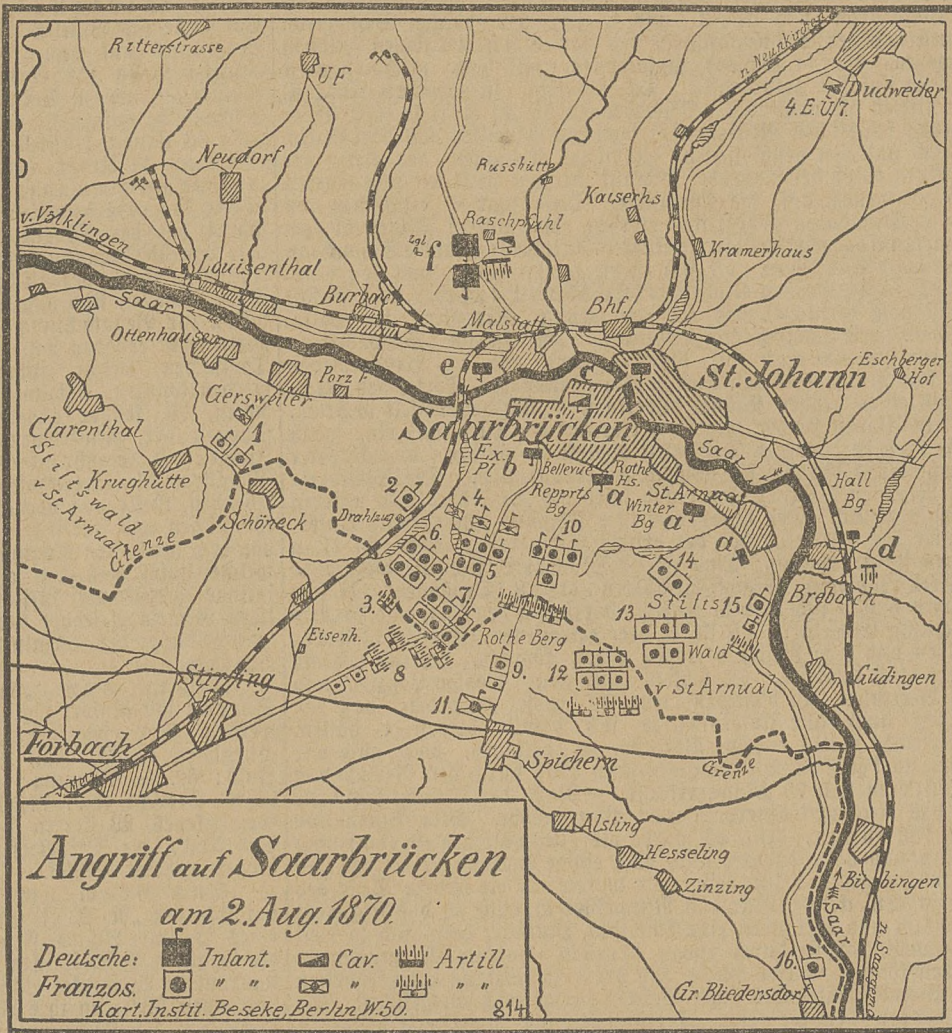 Ritterstrasse
UF
n. Neunkirchen
Dudweiler
4. E. U 7.
Neudorf
Russhütte
Kaiserhs
v. Völklingen
Raschpfuhl
f
Kramerhaus
Louisenthal
Burbach
Bhf.
Saar
Malstatt
Ottenhausen
e
Eschberger
Hof
Porz f.
c
St. Johann
Gersweiler
Clarenthal
1
Saarbrücken
Ex.
Pl
b
Bellevue
Rothe
Hs.
Saar
Hall
Bg.
Stiftswald
v St. Arnual
Krughütte
Repprts
Bg
a
St. Arnual
Winter
Bg
a
a
d
Grenze
Schöneck
2
Drahlzug
4.
10
6.
5
14
Brebach
3.
7.
Stifts
15.
13
Wald
Eisenh.
Rothe Berg
8
9.
12
v St Arnual
Güdingen
Stirling
11.
Forbach
Spichern
Grenze
n. Metz
Alsting
Hesseling
Zinzing
Bübingen
Saar
n. Saargemd
16.
Gr. Bliedersdor
Angriff auf Saarbrücken
am 2. Aug. 1870.
Deutsche: Infant. Cav. Artill
Franzos. " " " " "
Kart. Instit. Beseke, Berlin, W. 50. 814